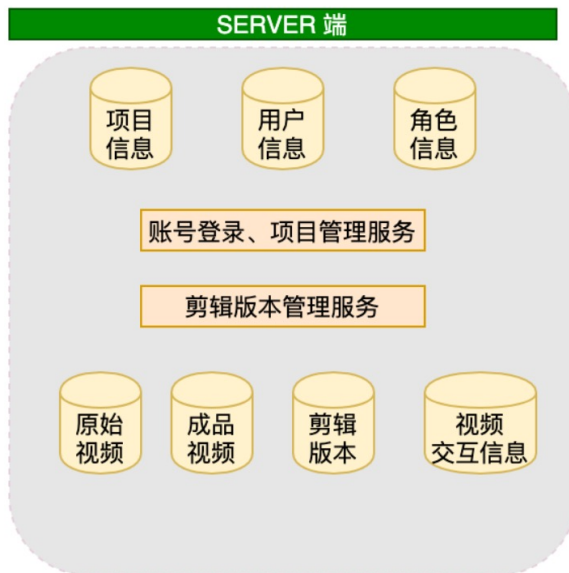 SERVER 端
项目
信息
用户
信息
角色
信息
账号登录、项目管理服务
剪辑版本管理服务
原始
视频
成品
视频
剪辑
版本
视频
交互信息